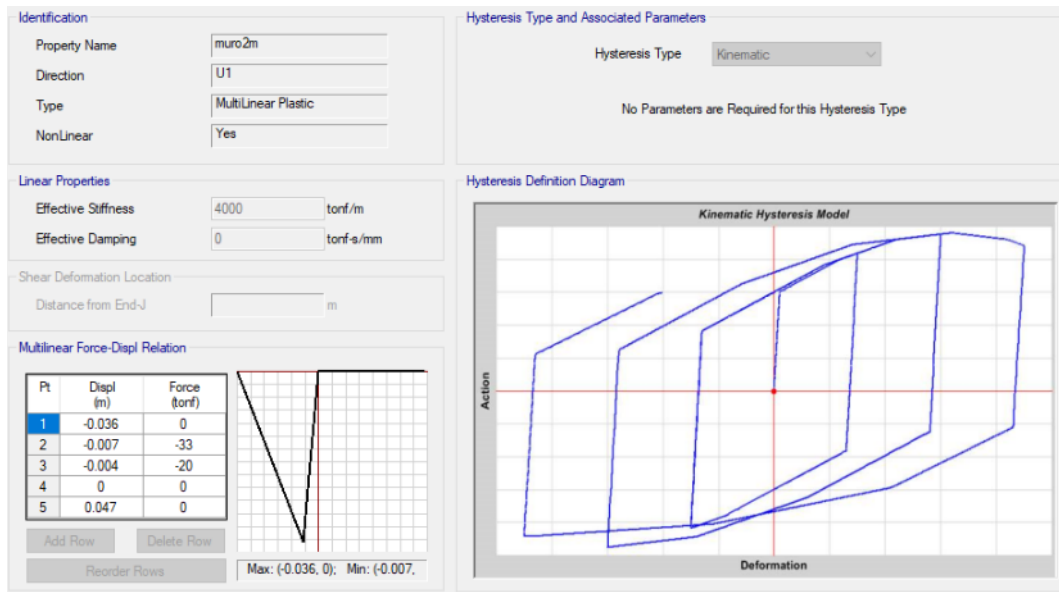 Identification
Property Name muro2m
Direction U1
Type MultiLinear Plastic
NonLinear Yes
Linear Properties
Effective Stiffness 4000 tonf/m
Effective Damping 0 tonf-s/mm
Shear Deformation Location
Distance from End-J m
Multilinear Force-Displ Relation
Pt Displ Force
(m) (tonf)
1 -0.036 0
2 -0.007 -33
3 -0.004 -20
4 0 0
5 0.047 0
Add Row Delete Row
Reorder Rows
Max: (-0.036, 0); Min: (-0.007,
Hysteresis Type and Associated Parameters
Hysteresis Type Kinematic
No Parameters are Required for this Hysteresis Type
Hysteresis Definition Diagram
Kinematic Hysteresis Model
Action
Deformation